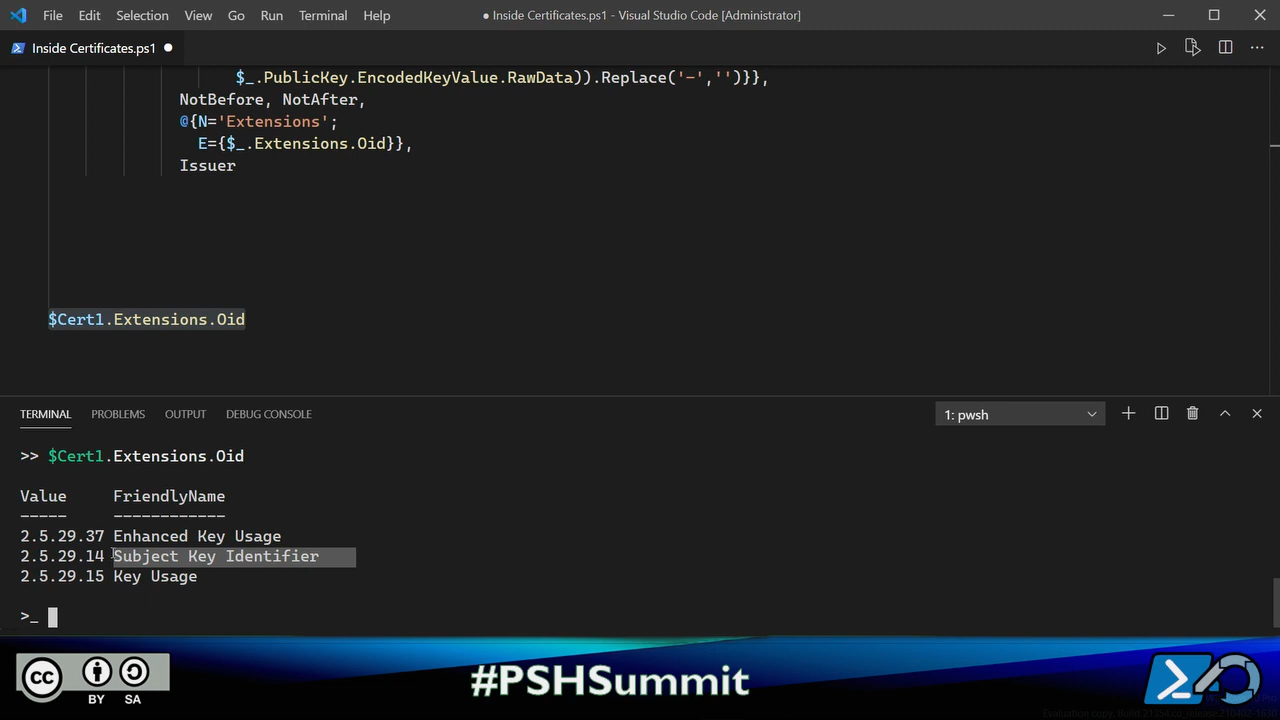 File Edit Selection View Go Run Terminal Help ● Inside Certificates.ps1 - Visual Studio Code [Administrator]
Inside Certificates.ps1 ●
$_.PublicKey.EncodedKeyValue.RawData)).Replace('-','')}},
NotBefore, NotAfter,
@{N='Extensions';
E={$_.Extensions.Oid}},
Issuer
$Cert1.Extensions.Oid
TERMINAL PROBLEMS OUTPUT DEBUG CONSOLE 1: pwsh
>> $Cert1.Extensions.Oid
Value FriendlyName
----- ------------
2.5.29.37 Enhanced Key Usage
2.5.29.14 Subject Key Identifier
2.5.29.15 Key Usage
>_
cc BY SA
#PSHSummit